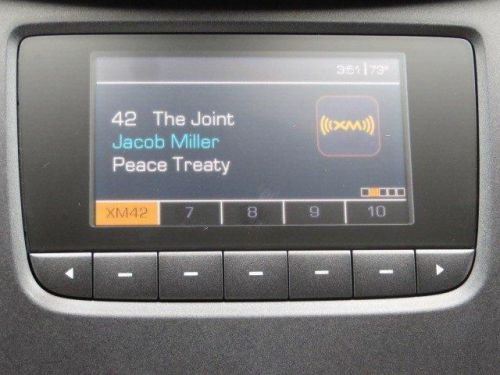 3:51 | 73°
42 The Joint
Jacob Miller
((XM))
Peace Treaty
XM42 7 8 9 10